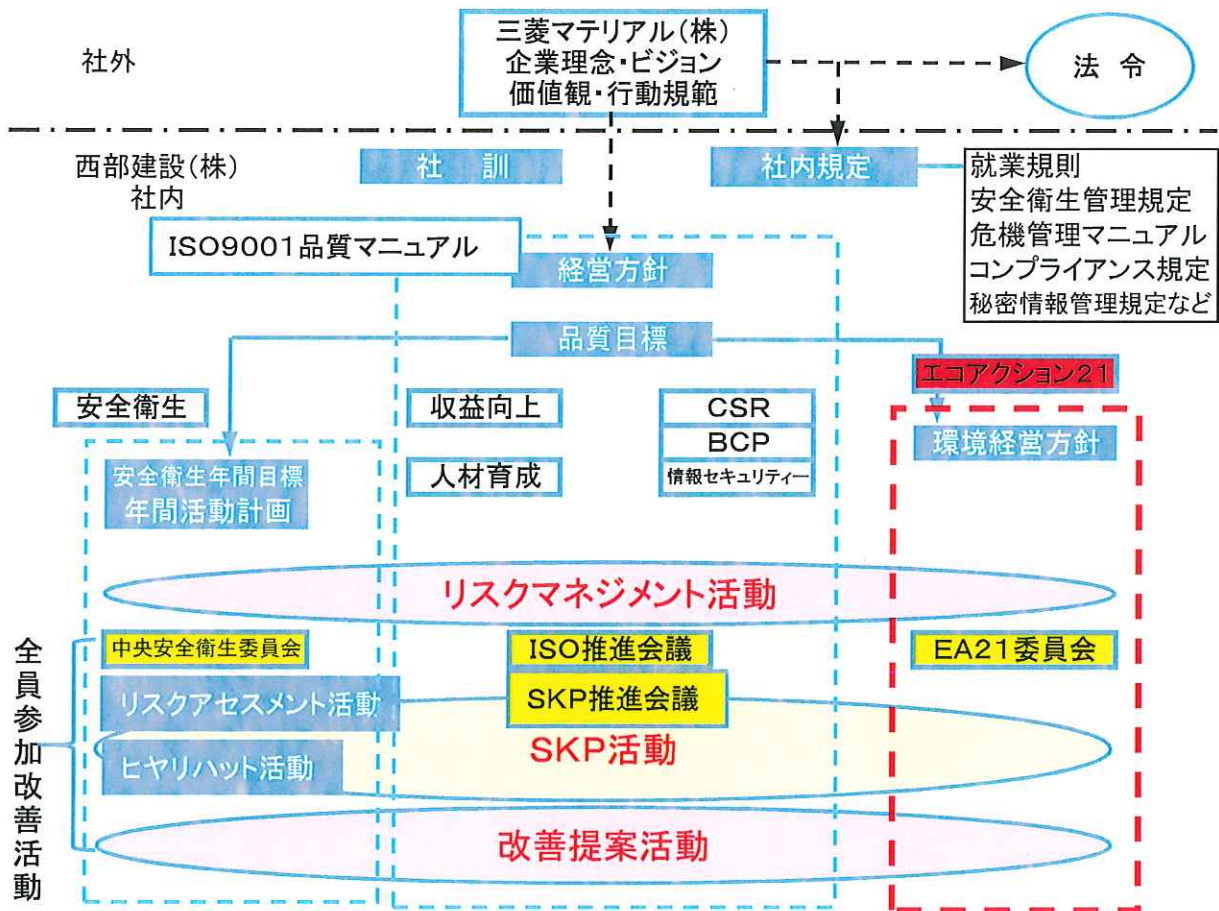 三菱マテリアル(株)
企業理念・ビジョン
価値観・行動規範
社外
法 令
西部建設(株)
社内
社 訓
社内規定
就業規則
安全衛生管理規定
危機管理マニュアル
コンプライアンス規定
秘密情報管理規定など
ISO9001品質マニュアル
経営方針
品質目標
エコアクション21
安全衛生
収益向上
CSR
BCP
情報セキュリティー
環境経営方針
人材育成
安全衛生年間目標
年間活動計画
リスクマネジメント活動
全員参加改善活動
中央安全衛生委員会
ISO推進会議
EA21委員会
リスクアセスメント活動
SKP推進会議
SKP活動
ヒヤリハット活動
改善提案活動